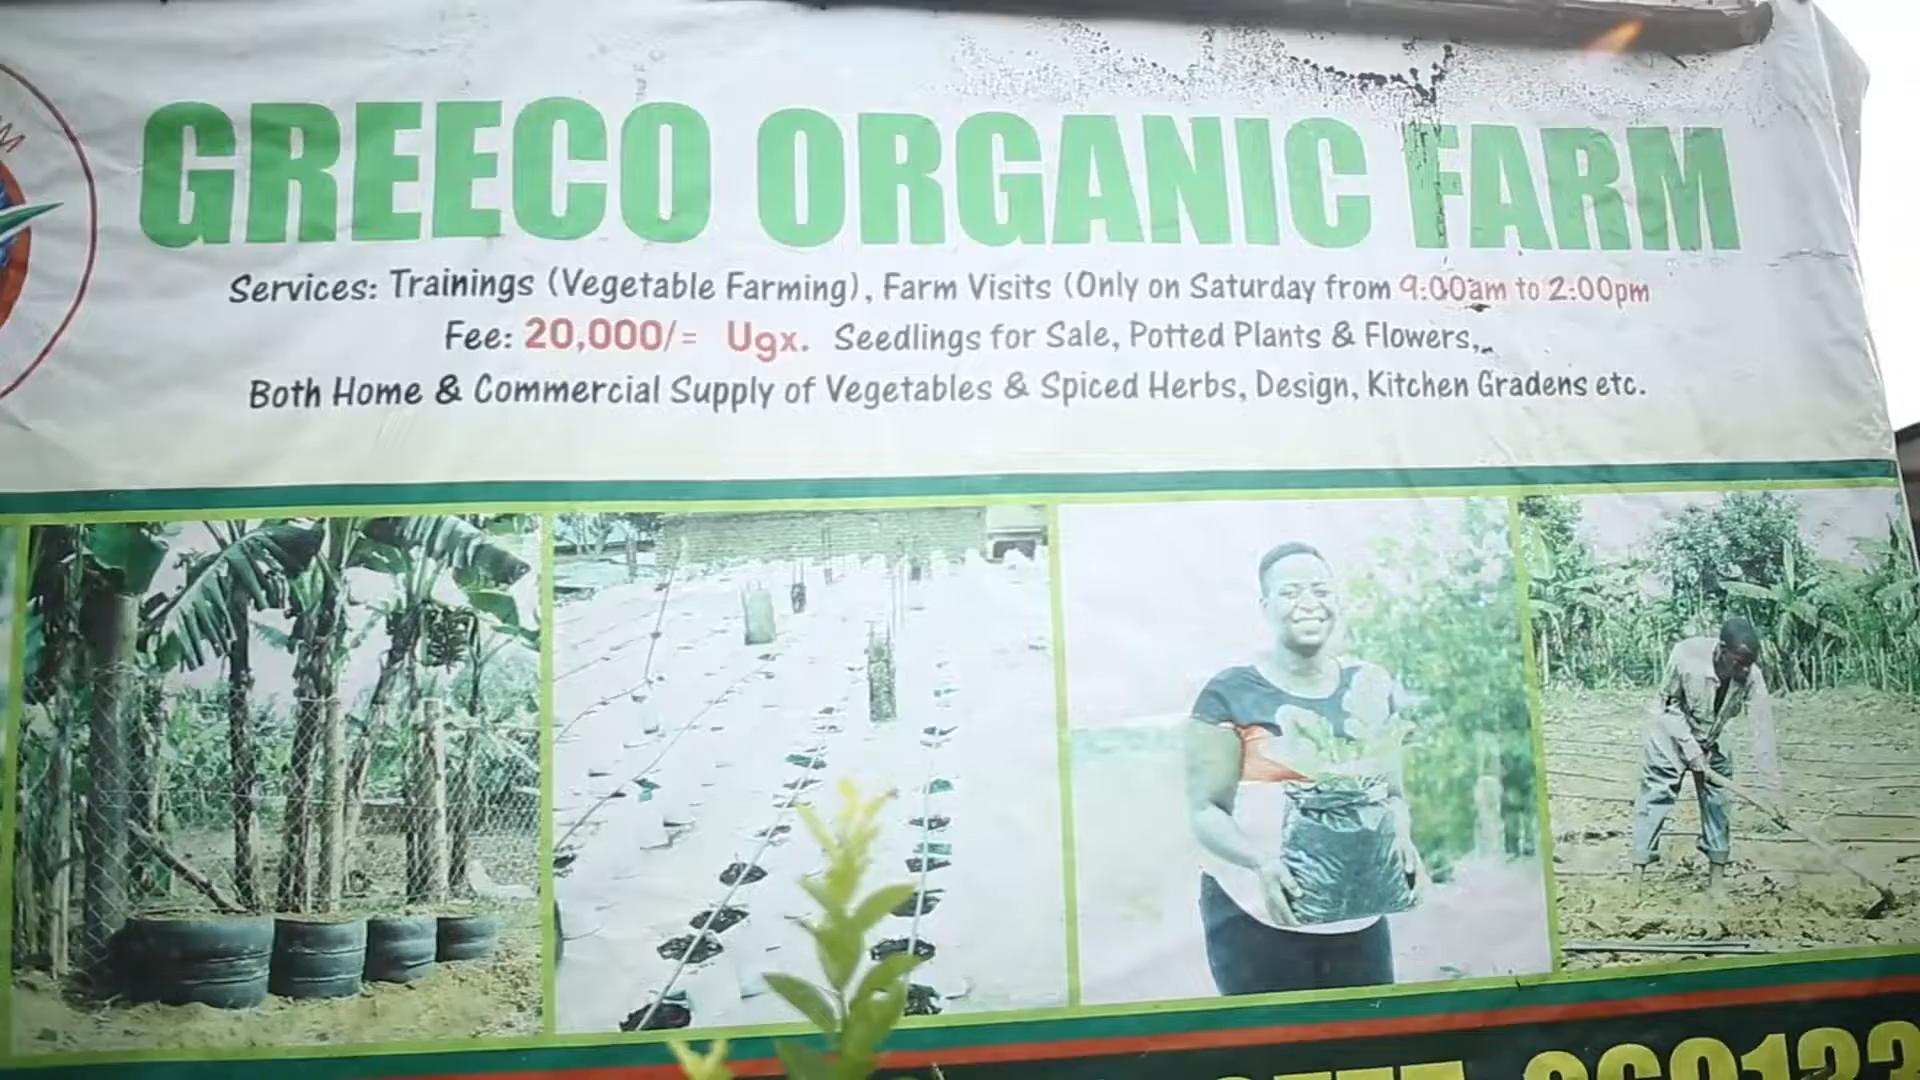 GREECO ORGANIC FARM
Services: Trainings (Vegetable Farming), Farm Visits (Only on Saturday from 9:00am to 2:00pm
Fee: 20,000/= Ugx. Seedlings for Sale, Potted Plants & Flowers,
Both Home & Commercial Supply of Vegetables & Spiced Herbs, Design, Kitchen Gradens etc.